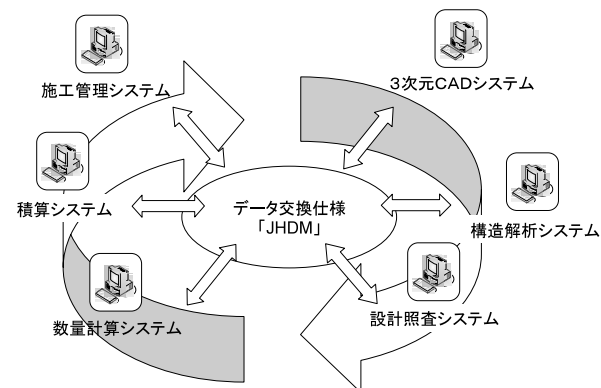 施工管理システム
3次元CADシステム
積算システム
データ交換仕様
「JHDM」
構造解析システム
数量計算システム
設計照査システム